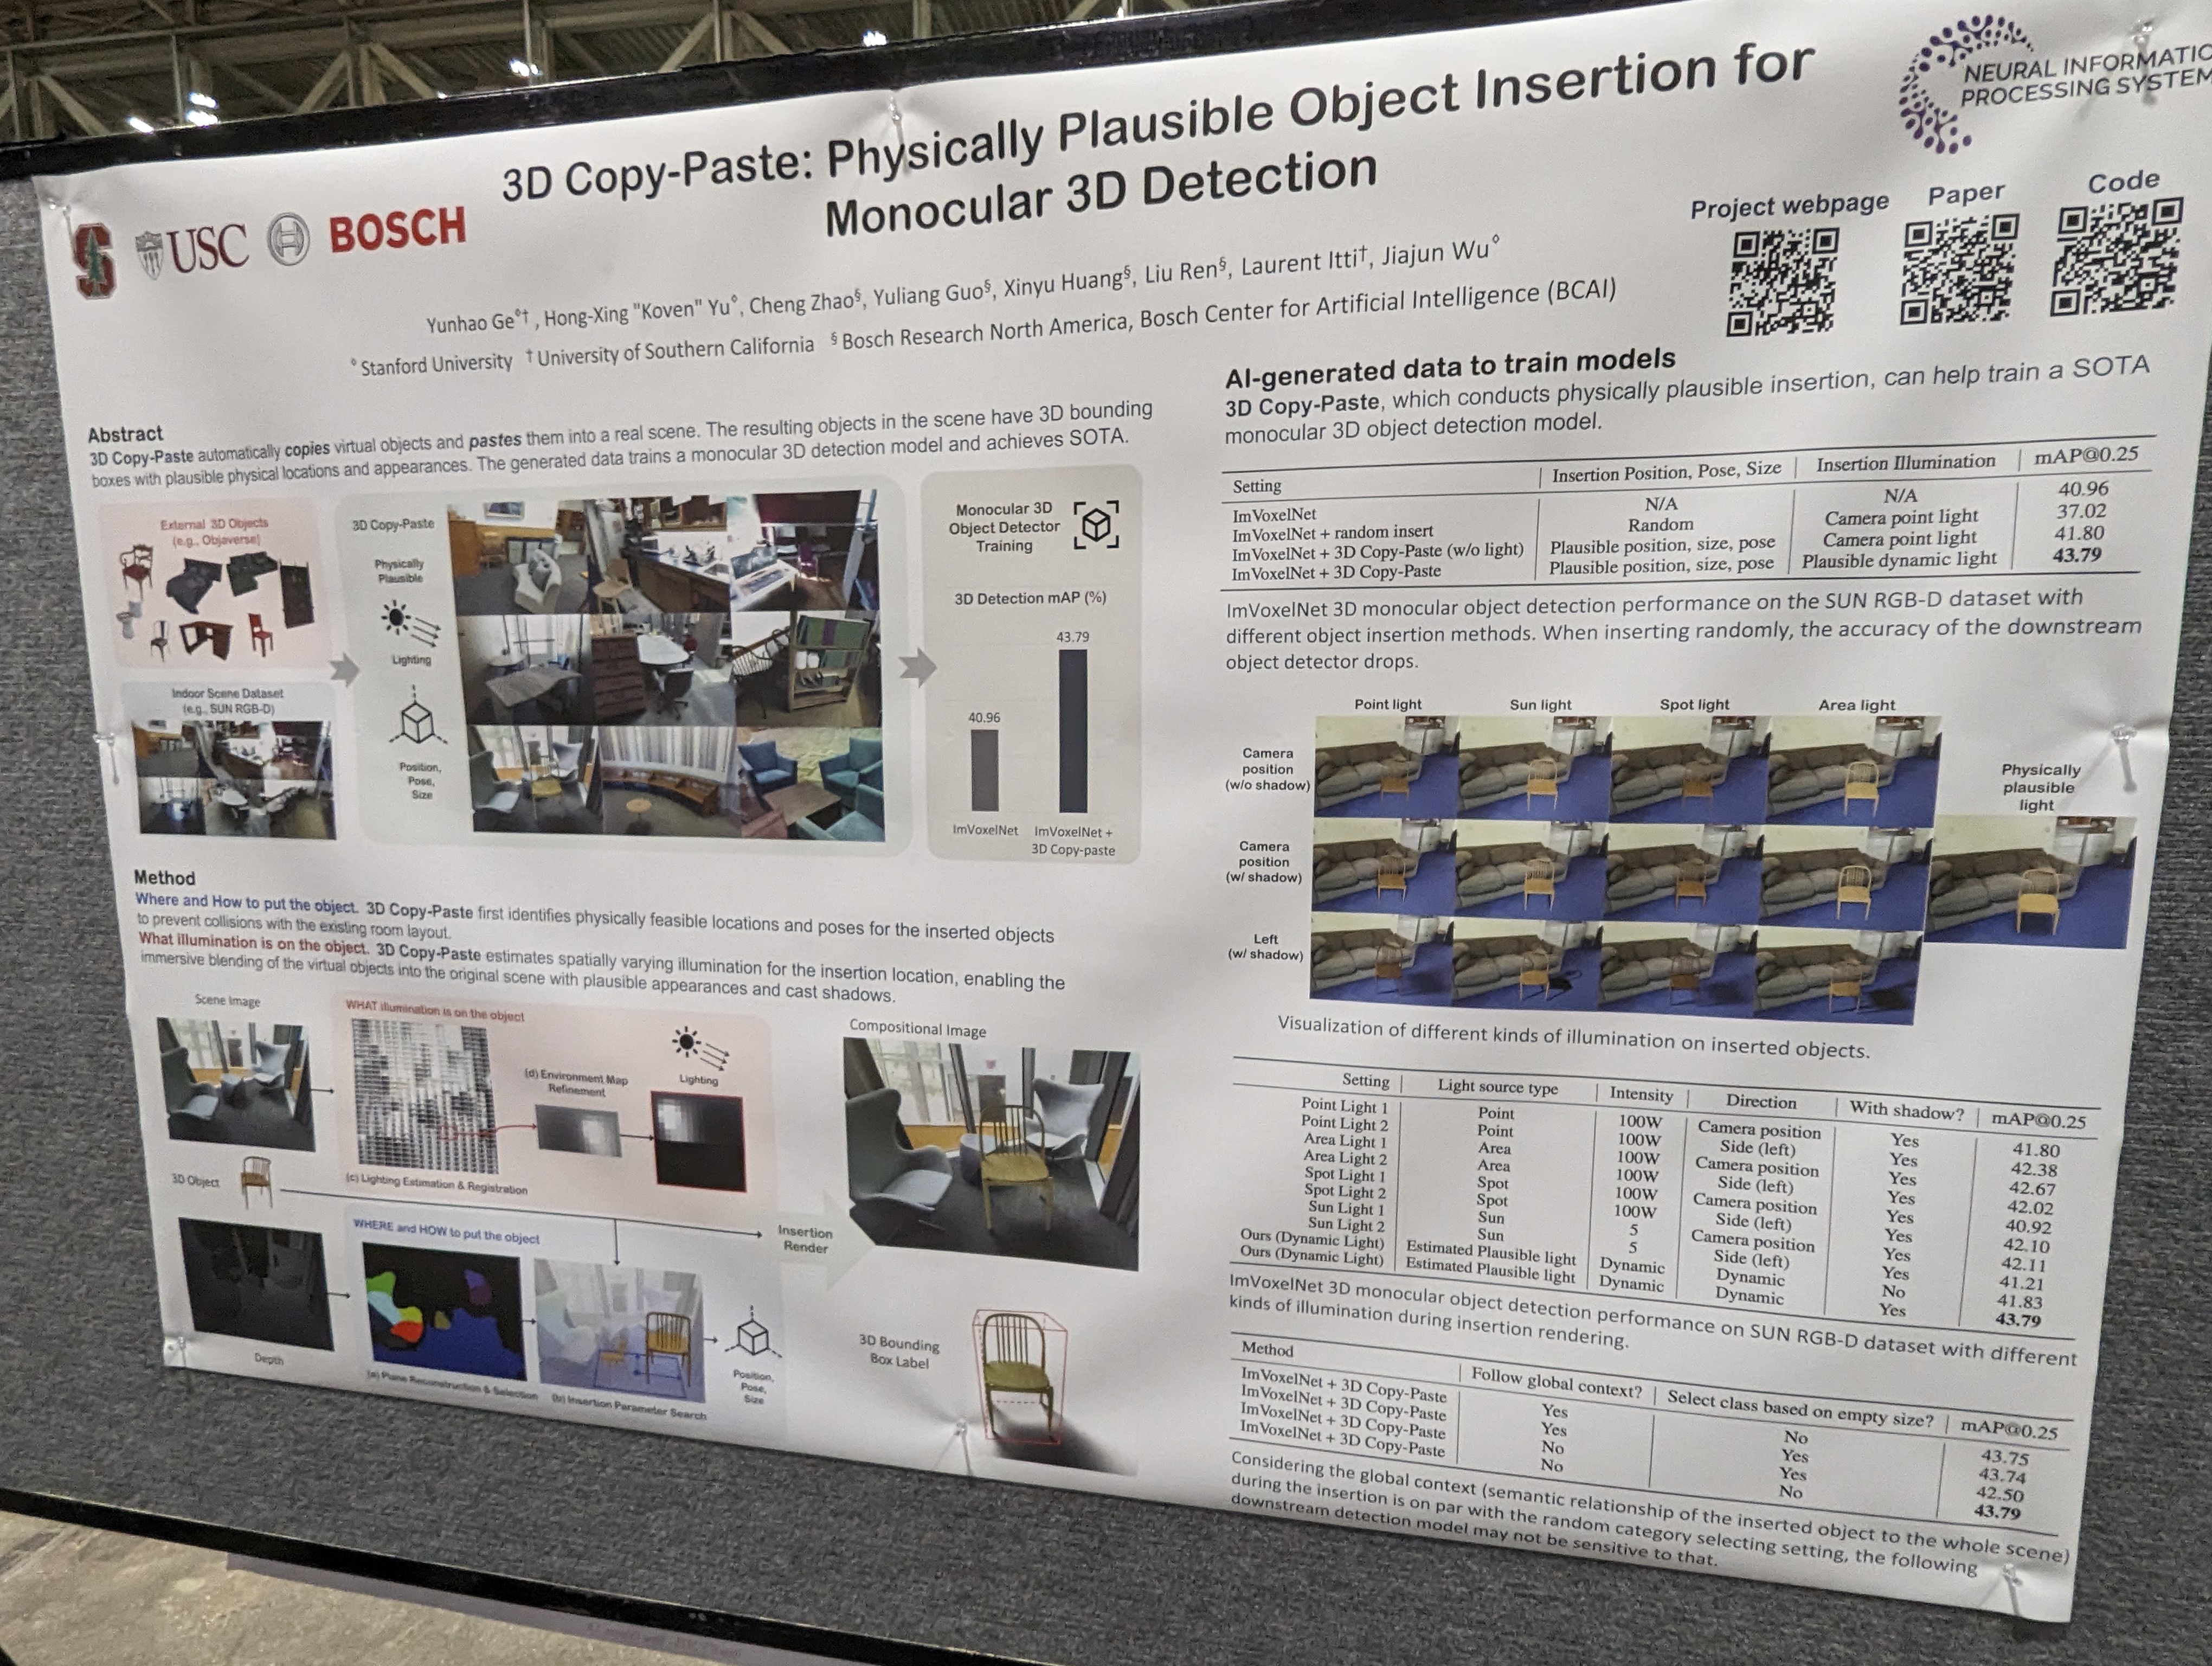 NEURAL INFORMATIO
PROCESSING SYSTEM
3D Copy-Paste: Physically Plausible Object Insertion for
Monocular 3D Detection
USC
BOSCH
Project webpage
Paper
Code
Yunhao Ge⋄†, Hong-Xing "Koven" Yu⋄, Cheng Zhao§, Yuliang Guo§, Xinyu Huang§, Liu Ren§, Laurent Itti†, Jiajun Wu⋄
⋄ Stanford University † University of Southern California § Bosch Research North America, Bosch Center for Artificial Intelligence (BCAI)
Abstract
3D Copy-Paste automatically copies virtual objects and pastes them into a real scene. The resulting objects in the scene have 3D bounding
boxes with plausible physical locations and appearances. The generated data trains a monocular 3D detection model and achieves SOTA.
External 3D Objects
(e.g., Objaverse)
Indoor Scene Dataset
(e.g., SUN RGB-D)
3D Copy-Paste
Physically
Plausible
Lighting
Position,
Pose,
Size
Monocular 3D
Object Detector
Training
3D Detection mAP (%)
43.79
40.96
ImVoxelNet
ImVoxelNet +
3D Copy-paste
Method
Where and How to put the object. 3D Copy-Paste first identifies physically feasible locations and poses for the inserted objects
to prevent collisions with the existing room layout.
What illumination is on the object. 3D Copy-Paste estimates spatially varying illumination for the insertion location, enabling the
immersive blending of the virtual objects into the original scene with plausible appearances and cast shadows.
Scene Image
WHAT illumination is on the object
(d) Environment Map
Refinement
Lighting
(c) Lighting Estimation & Registration
3D Object
WHERE and HOW to put the object
Depth
(a) Plane Reconstruction & Selection
(b) Insertion Parameter Search
Position,
Pose,
Size
Insertion
Render
Compositional Image
3D Bounding
Box Label
AI-generated data to train models
3D Copy-Paste, which conducts physically plausible insertion, can help train a SOTA
monocular 3D object detection model.
Setting | Insertion Position, Pose, Size | Insertion Illumination | mAP@0.25
ImVoxelNet N/A N/A 40.96
ImVoxelNet + random insert Random Camera point light 37.02
ImVoxelNet + 3D Copy-Paste (w/o light) Plausible position, size, pose Camera point light 41.80
ImVoxelNet + 3D Copy-Paste Plausible position, size, pose Plausible dynamic light 43.79
ImVoxelNet 3D monocular object detection performance on the SUN RGB-D dataset with
different object insertion methods. When inserting randomly, the accuracy of the downstream
object detector drops.
Point light Sun light Spot light Area light
Camera
position
(w/o shadow)
Camera
position
(w/ shadow)
Left
(w/ shadow)
Physically
plausible
light
Visualization of different kinds of illumination on inserted objects.
Setting | Light source type | Intensity | Direction | With shadow? | mAP@0.25
Point Light 1 Point 100W Camera position Yes 41.80
Point Light 2 Point 100W Side (left) Yes 42.38
Area Light 1 Area 100W Camera position Yes 42.67
Area Light 2 Area 100W Side (left) Yes 42.02
Spot Light 1 Spot 100W Camera position Yes 40.92
Spot Light 2 Spot 100W Side (left) Yes 42.10
Sun Light 1 Sun 5 Camera position Yes 42.11
Sun Light 2 Sun 5 Side (left) Yes 41.21
Ours (Dynamic Light) Estimated Plausible light Dynamic Dynamic No 41.83
Ours (Dynamic Light) Estimated Plausible light Dynamic Dynamic Yes 43.79
ImVoxelNet 3D monocular object detection performance on SUN RGB-D dataset with different
kinds of illumination during insertion rendering.
Method | Follow global context? | Select class based on empty size? | mAP@0.25
ImVoxelNet + 3D Copy-Paste Yes No 43.75
ImVoxelNet + 3D Copy-Paste Yes Yes 43.74
ImVoxelNet + 3D Copy-Paste No Yes 42.50
ImVoxelNet + 3D Copy-Paste No No 43.79
Considering the global context (semantic relationship of the inserted object to the whole scene)
during the insertion is on par with the random category selecting setting, the following
downstream detection model may not be sensitive to that.